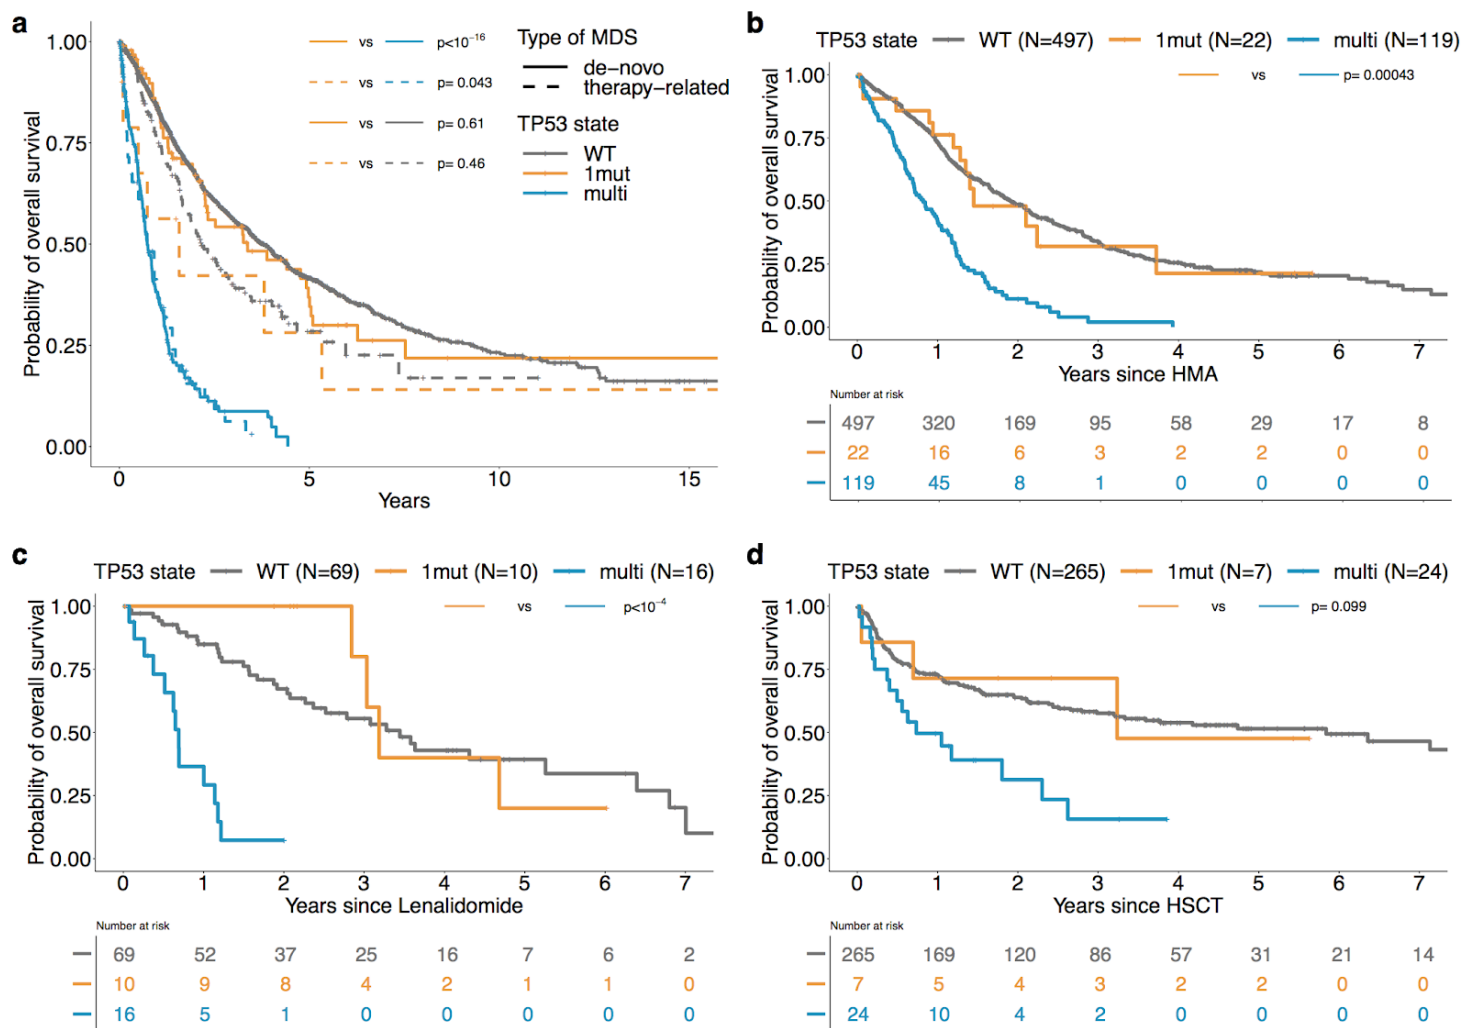 a
Probability of overall survival
1.00
0.75
0.50
0.25
0.00
0 5 10 15
Years
vs p<10−16
vs p= 0.043
vs p= 0.61
vs p= 0.46
Type of MDS
de−novo
therapy−related
TP53 state
WT
1mut
multi
b
TP53 state WT (N=497) 1mut (N=22) multi (N=119)
vs p= 0.00043
Probability of overall survival
1.00
0.75
0.50
0.25
0.00
0 1 2 3 4 5 6 7
Years since HMA
Number at risk
497 320 169 95 58 29 17 8
22 16 6 3 2 2 0 0
119 45 8 1 0 0 0 0
c
TP53 state WT (N=69) 1mut (N=10) multi (N=16)
vs p<10−4
Probability of overall survival
1.00
0.75
0.50
0.25
0.00
0 1 2 3 4 5 6 7
Years since Lenalidomide
Number at risk
69 52 37 25 16 7 6 2
10 9 8 4 2 1 1 0
16 5 1 0 0 0 0 0
d
TP53 state WT (N=265) 1mut (N=7) multi (N=24)
vs p= 0.099
Probability of overall survival
1.00
0.75
0.50
0.25
0.00
0 1 2 3 4 5 6 7
Years since HSCT
Number at risk
265 169 120 86 57 31 21 14
7 5 4 3 2 2 0 0
24 10 4 2 0 0 0 0